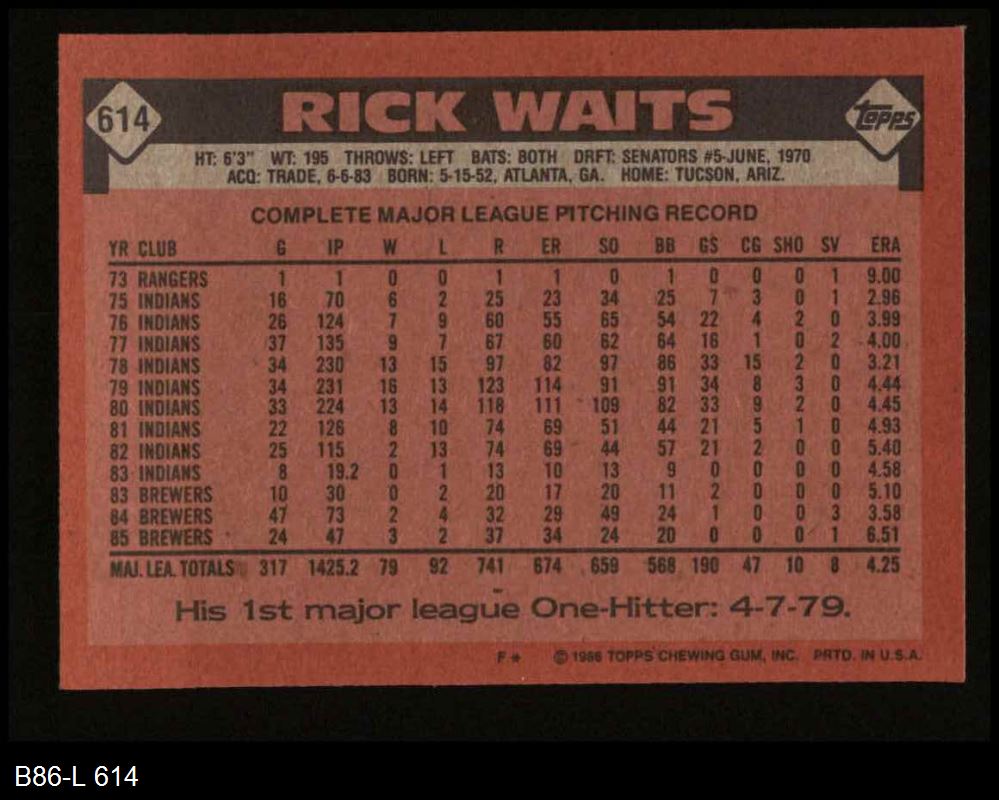 614 RICK WAITS Topps
HT: 6'3" WT: 195 THROWS: LEFT BATS: BOTH DRFT: SENATORS #5-JUNE, 1970
ACQ: TRADE, 6-6-83 BORN: 5-15-52, ATLANTA, GA. HOME: TUCSON, ARIZ.
COMPLETE MAJOR LEAGUE PITCHING RECORD
YR CLUB G IP W L R ER SO BB GS CG SHO SV ERA
73 RANGERS 1 1 0 0 1 1 0 1 0 0 0 1 9.00
75 INDIANS 16 70 6 2 25 23 34 25 7 3 0 1 2.96
76 INDIANS 26 124 7 9 60 55 65 54 22 4 2 0 3.99
77 INDIANS 37 135 9 7 67 60 62 64 16 1 0 2 4.00
78 INDIANS 34 230 13 15 97 82 97 86 33 15 2 0 3.21
79 INDIANS 34 231 16 13 123 114 91 91 34 8 3 0 4.44
80 INDIANS 33 224 13 14 118 111 109 82 33 9 2 0 4.45
81 INDIANS 22 126 8 10 74 69 51 44 21 5 1 0 4.93
82 INDIANS 25 115 2 13 74 69 44 57 21 2 0 0 5.40
83 INDIANS 8 19.2 0 1 13 10 13 9 0 0 0 0 4.58
83 BREWERS 10 30 0 2 20 17 20 11 2 0 0 0 5.10
84 BREWERS 47 73 2 4 32 29 49 24 1 0 0 3 3.58
85 BREWERS 24 47 3 2 37 34 24 20 0 0 0 1 6.51
MAJ. LEA. TOTALS 317 1425.2 79 92 741 674 659 568 190 47 10 8 4.25
His 1st major league One-Hitter: 4-7-79.
F* © 1986 TOPPS CHEWING GUM, INC. PRTD. IN U.S.A.
B86-L 614